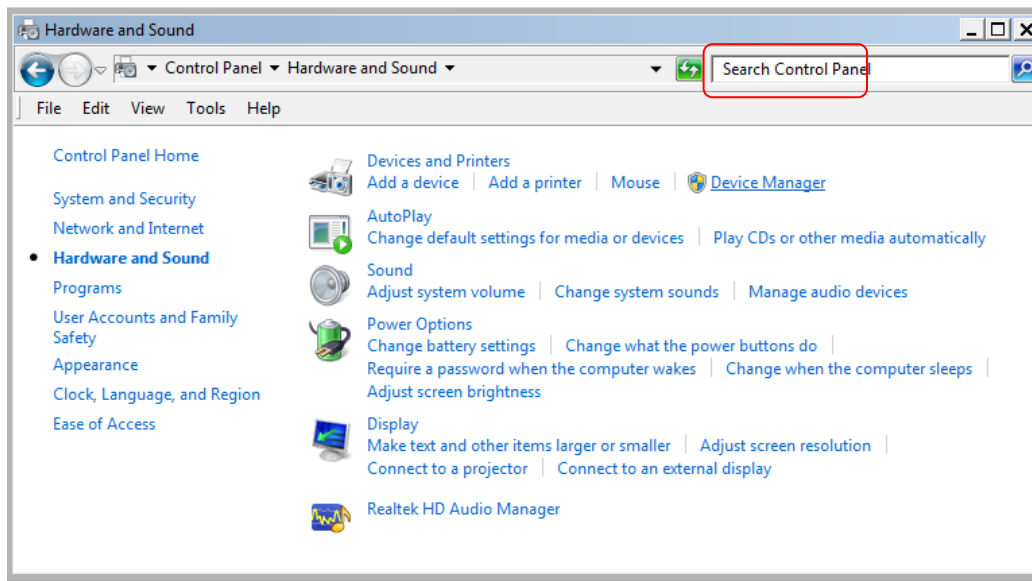 Hardware and Sound
Control Panel Hardware and Sound Search Control Panel
File Edit View Tools Help
Control Panel Home
System and Security
Network and Internet
Hardware and Sound
Programs
User Accounts and Family
Safety
Appearance
Clock, Language, and Region
Ease of Access
Devices and Printers
Add a device Add a printer Mouse Device Manager
AutoPlay
Change default settings for media or devices Play CDs or other media automatically
Sound
Adjust system volume Change system sounds Manage audio devices
Power Options
Change battery settings Change what the power buttons do
Require a password when the computer wakes Change when the computer sleeps
Adjust screen brightness
Display
Make text and other items larger or smaller Adjust screen resolution
Connect to a projector Connect to an external display
Realtek HD Audio Manager